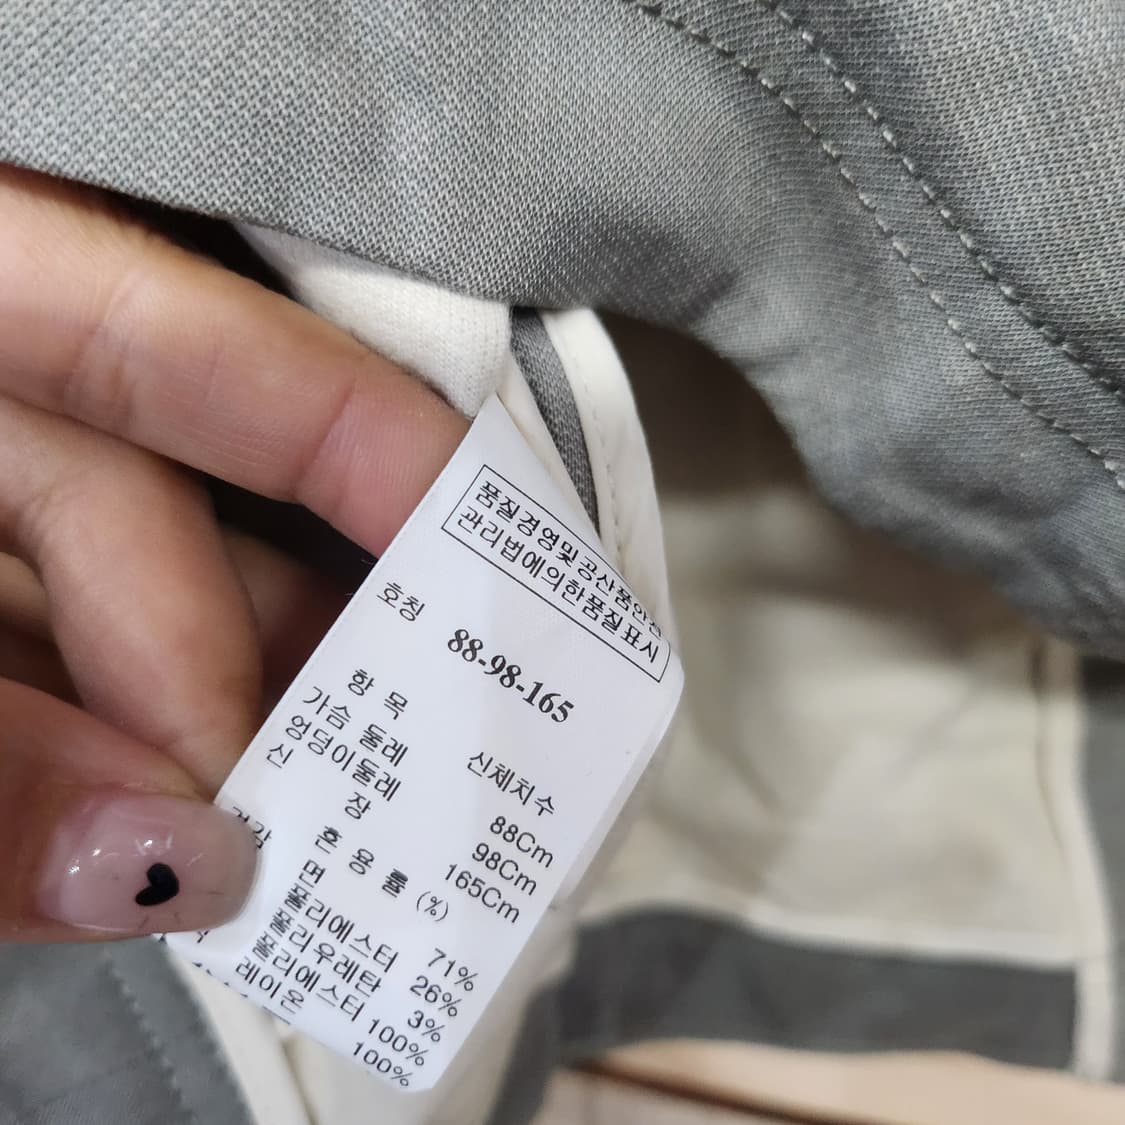 품질경영및공산품안전
관리법에의한품질표시
호칭
88-98-165
항 목 신체치수
가슴 둘레 88Cm
엉덩이둘레 98Cm
신 장 165Cm
혼 용 률 (%)
겉감 면 71%
폴리에스터 26%
폴리우레탄 3%
폴리에스터 100%
레이온 100%